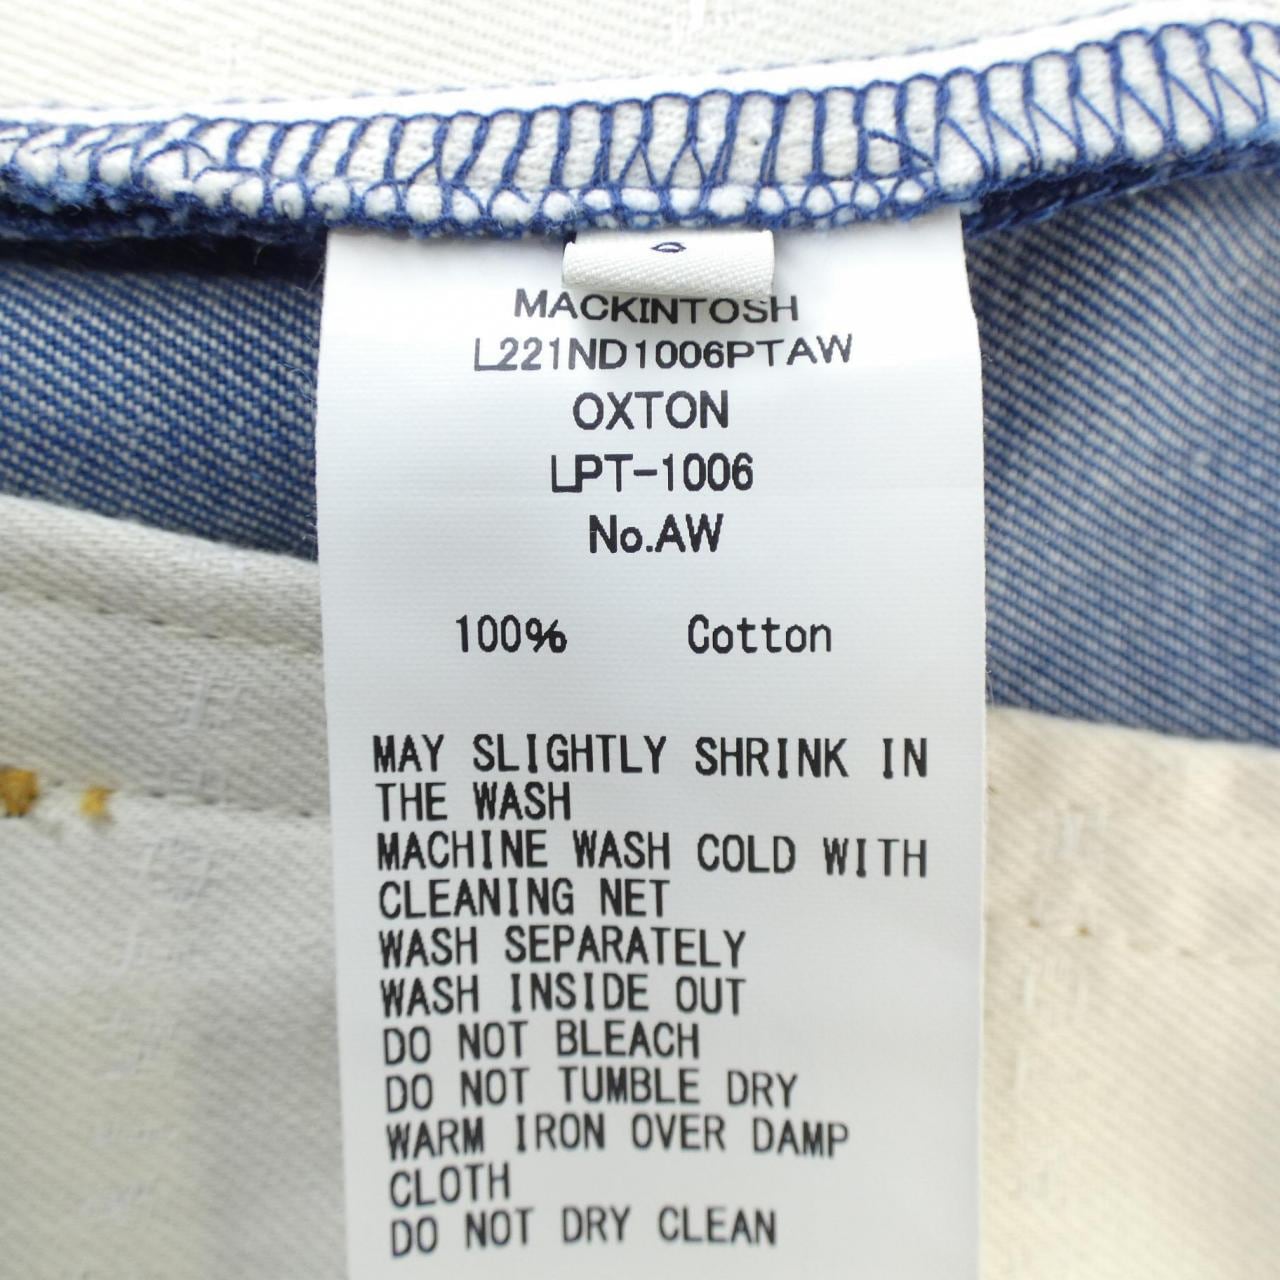 MACKINTOSH
L221ND1006PTAW
OXTON
LPT-1006
No.AW
100% Cotton
MAY SLIGHTLY SHRINK IN
THE WASH
MACHINE WASH COLD WITH
CLEANING NET
WASH SEPARATELY
WASH INSIDE OUT
DO NOT BLEACH
DO NOT TUMBLE DRY
WARM IRON OVER DAMP
CLOTH
DO NOT DRY CLEAN